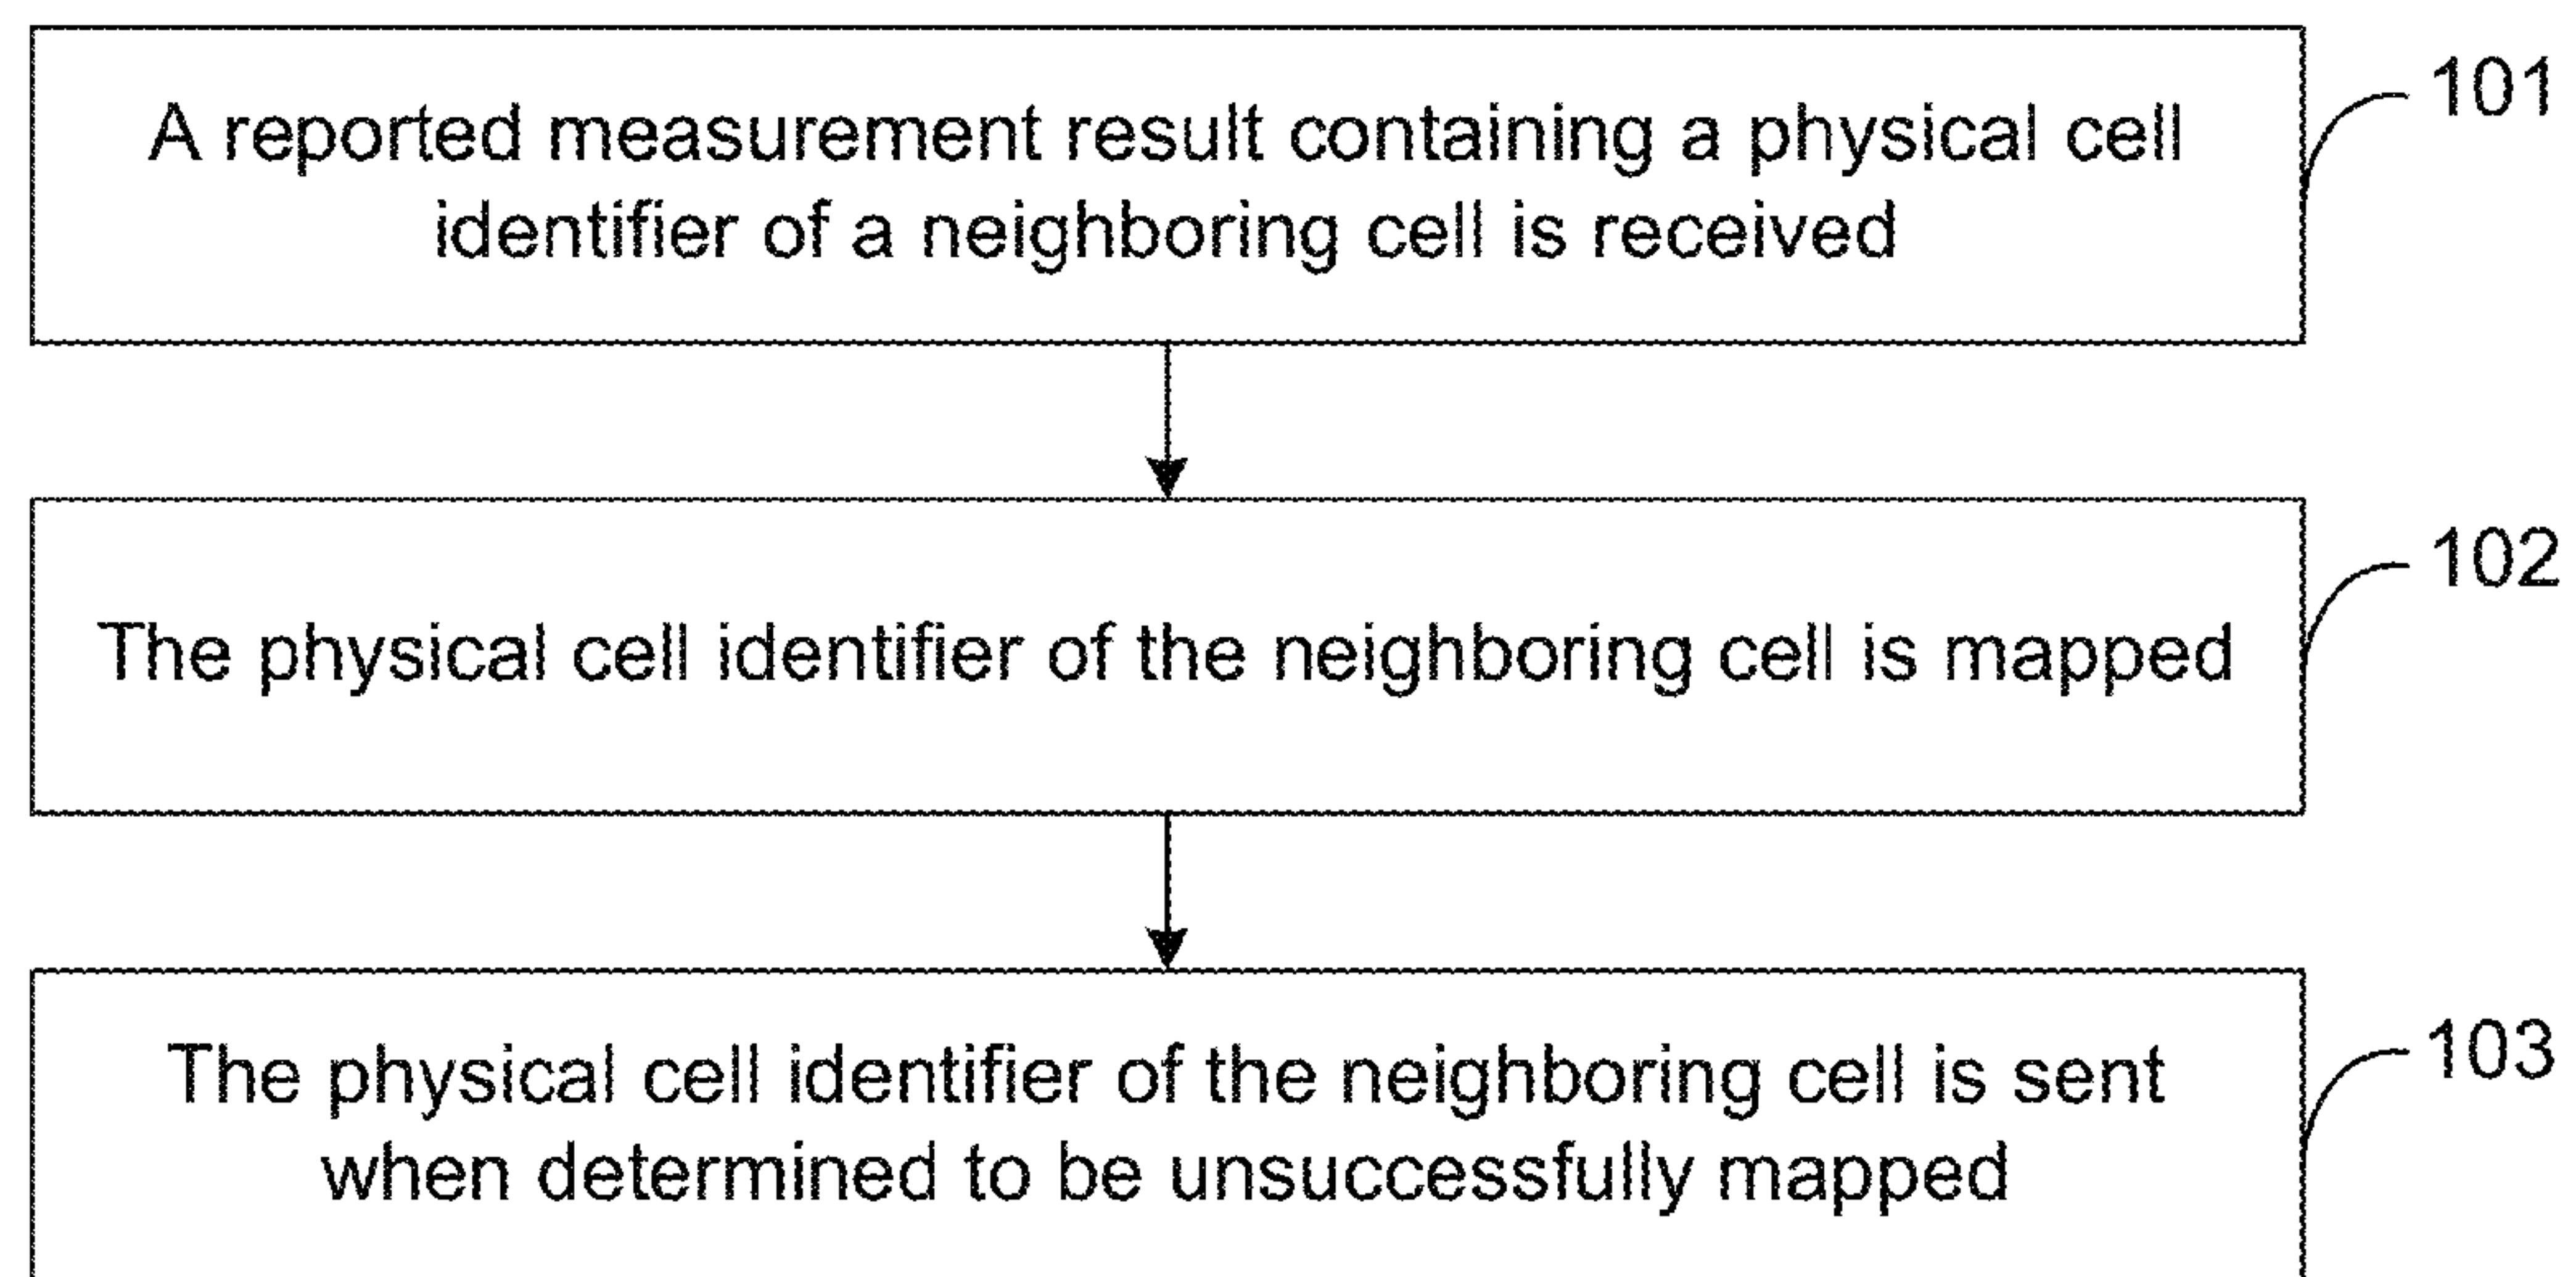 A reported measurement result containing a physical cell
identifier of a neighboring cell is received
101
The physical cell identifier of the neighboring cell is mapped
102
The physical cell identifier of the neighboring cell is sent
when determined to be unsuccessfully mapped
103